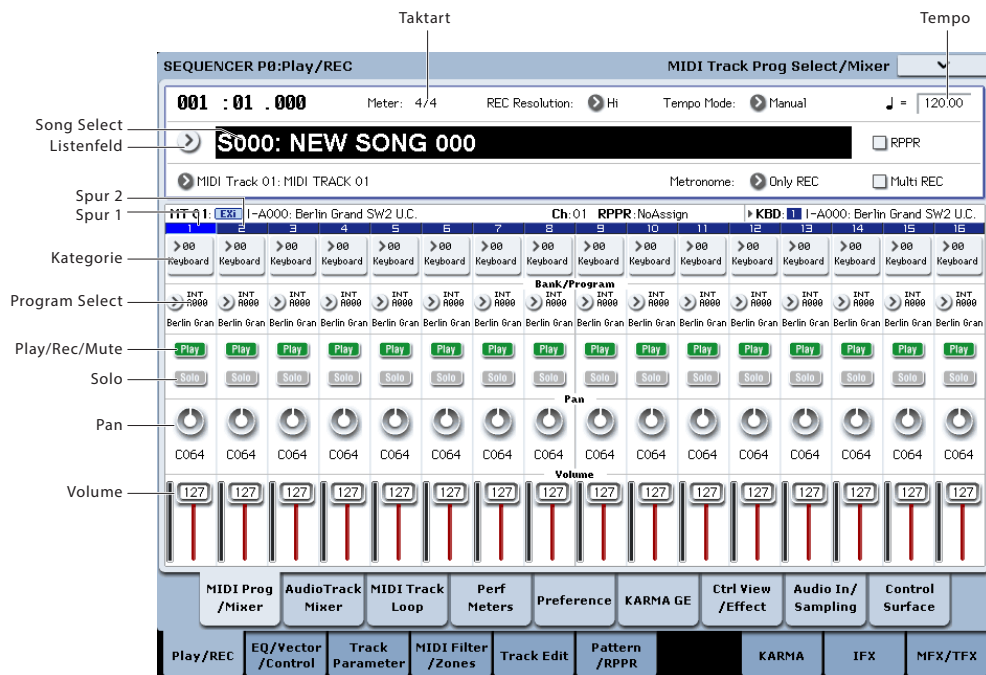 Taktart
Tempo
SEQUENCER P0:Play/REC
MIDI Track Prog Select/Mixer
001 :01 .000
Meter: 4/4
REC Resolution: Hi
Tempo Mode: Manual
♩ = 120.00
Song Select
Listenfeld
S000: NEW SONG 000
RPPR
MIDI Track 01: MIDI TRACK 01
Metronome: Only REC
Multi REC
Spur 2
Spur 1
MT 01: EXi I-A000: Berlin Grand SW2 U.C.
Ch:01 RPPR:NoAssign
KBD: 1 I-A000: Berlin Grand SW2 U.C.
1 2 3 4 5 6 7 8 9 10 11 12 13 14 15 16
Kategorie
>00 >00 >00 >00 >00 >00 >00 >00 >00 >00 >00 >00 >00 >00 >00 >00
Keyboard Keyboard Keyboard Keyboard Keyboard Keyboard Keyboard Keyboard Keyboard Keyboard Keyboard Keyboard Keyboard Keyboard Keyboard Keyboard
Bank/Program
Program Select
INT INT INT INT INT INT INT INT INT INT INT INT INT INT INT INT
A000 A000 A000 A000 A000 A000 A000 A000 A000 A000 A000 A000 A000 A000 A000 A000
Berlin Gran Berlin Gran Berlin Gran Berlin Gran Berlin Gran Berlin Gran Berlin Gran Berlin Gran Berlin Gran Berlin Gran Berlin Gran Berlin Gran Berlin Gran Berlin Gran Berlin Gran Berlin Gran
Play/Rec/Mute
Play Play Play Play Play Play Play Play Play Play Play Play Play Play Play Play
Solo
Solo Solo Solo Solo Solo Solo Solo Solo Solo Solo Solo Solo Solo Solo Solo Solo
Pan
Pan
C064 C064 C064 C064 C064 C064 C064 C064 C064 C064 C064 C064 C064 C064 C064 C064
Volume
Volume
127 127 127 127 127 127 127 127 127 127 127 127 127 127 127 127
MIDI Prog
/Mixer
AudioTrack
Mixer
MIDI Track
Loop
Perf
Meters
Preference
KARMA GE
Ctrl View
/Effect
Audio In/
Sampling
Control
Surface
Play/REC
EQ/Vector
/Control
Track
Parameter
MIDI Filter
/Zones
Track Edit
Pattern
/RPPR
KARMA
IFX
MFX/TFX